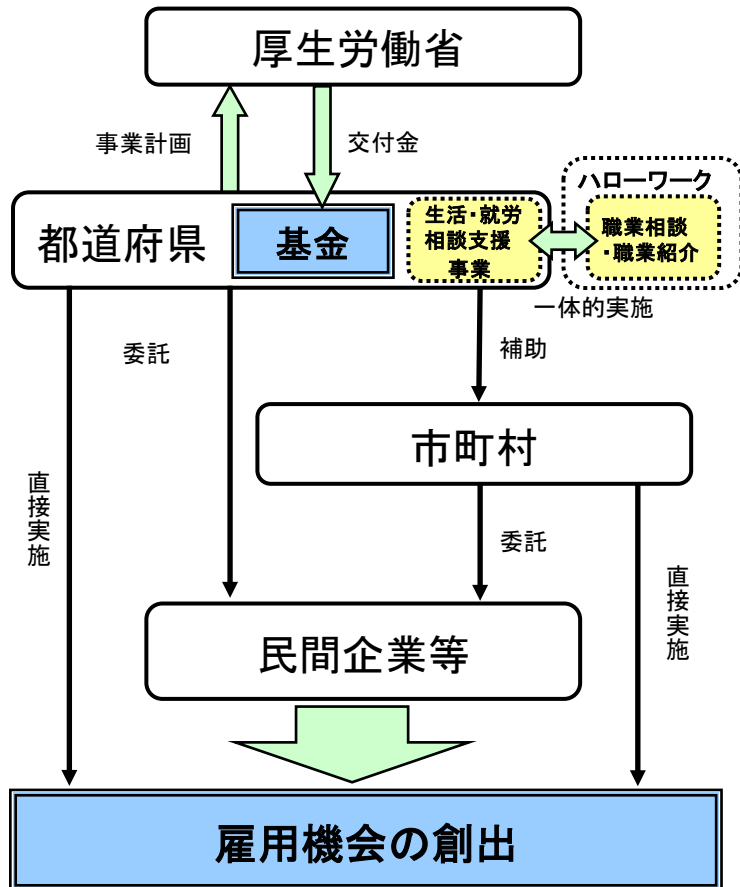 厚生労働省
事業計画
交付金
都道府県
基金
生活・就労
相談支援
事業
ハローワーク
職業相談
・職業紹介
一体的実施
委託
補助
市町村
直接実施
委託
直接実施
民間企業等
雇用機会の創出